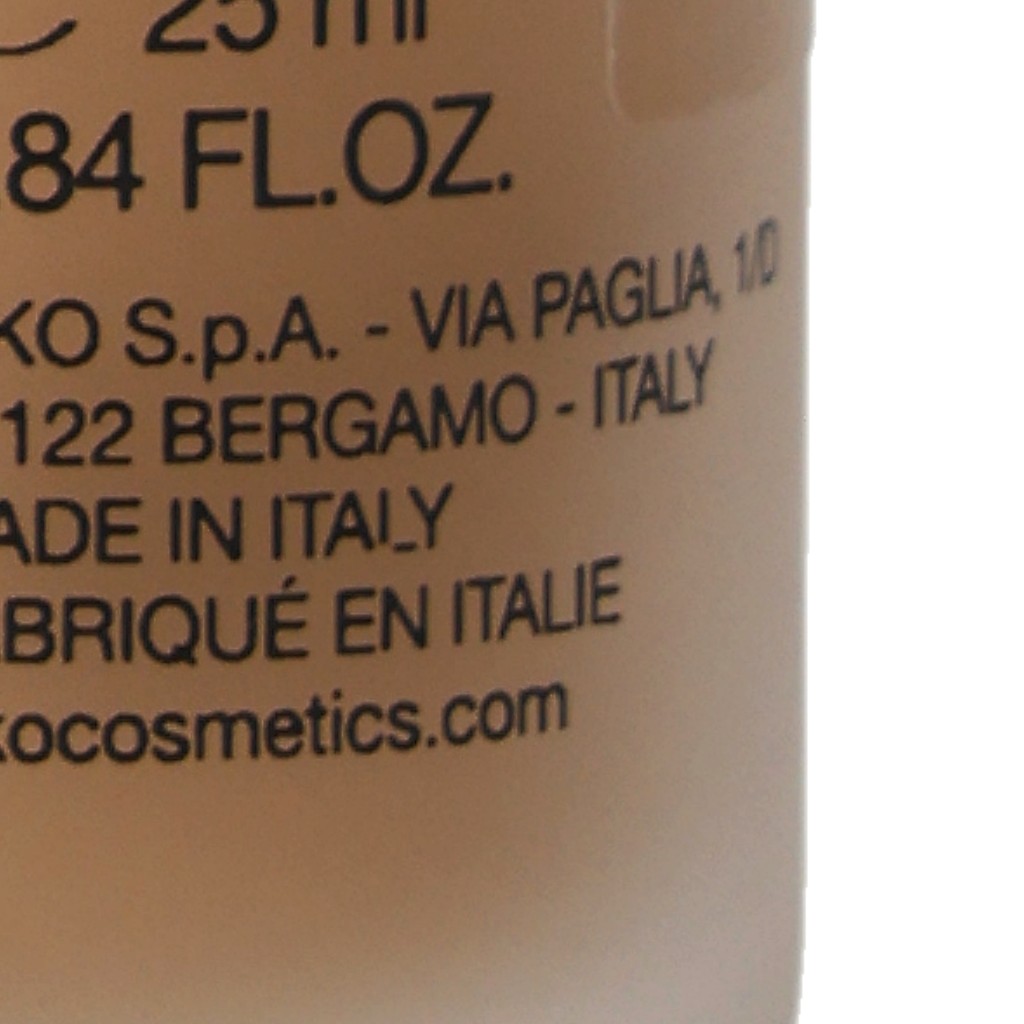 25 ml
.84 FL.OZ.
KO S.p.A. - VIA PAGLIA, 1/D
122 BERGAMO - ITALY
ADE IN ITALY
ABRIQUÉ EN ITALIE
kocosmetics.com